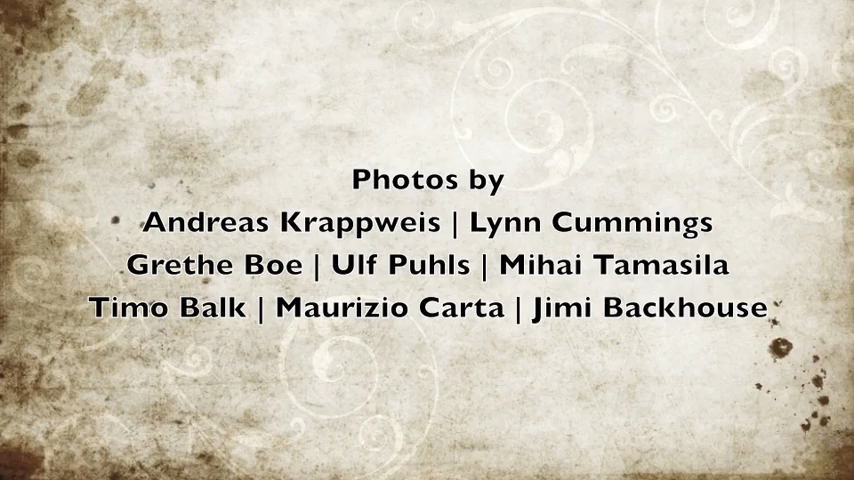 Photos by
Andreas Krappweis | Lynn Cummings
Grethe Boe | Ulf Puhls | Mihai Tamasila
Timo Balk | Maurizio Carta | Jimi Backhouse